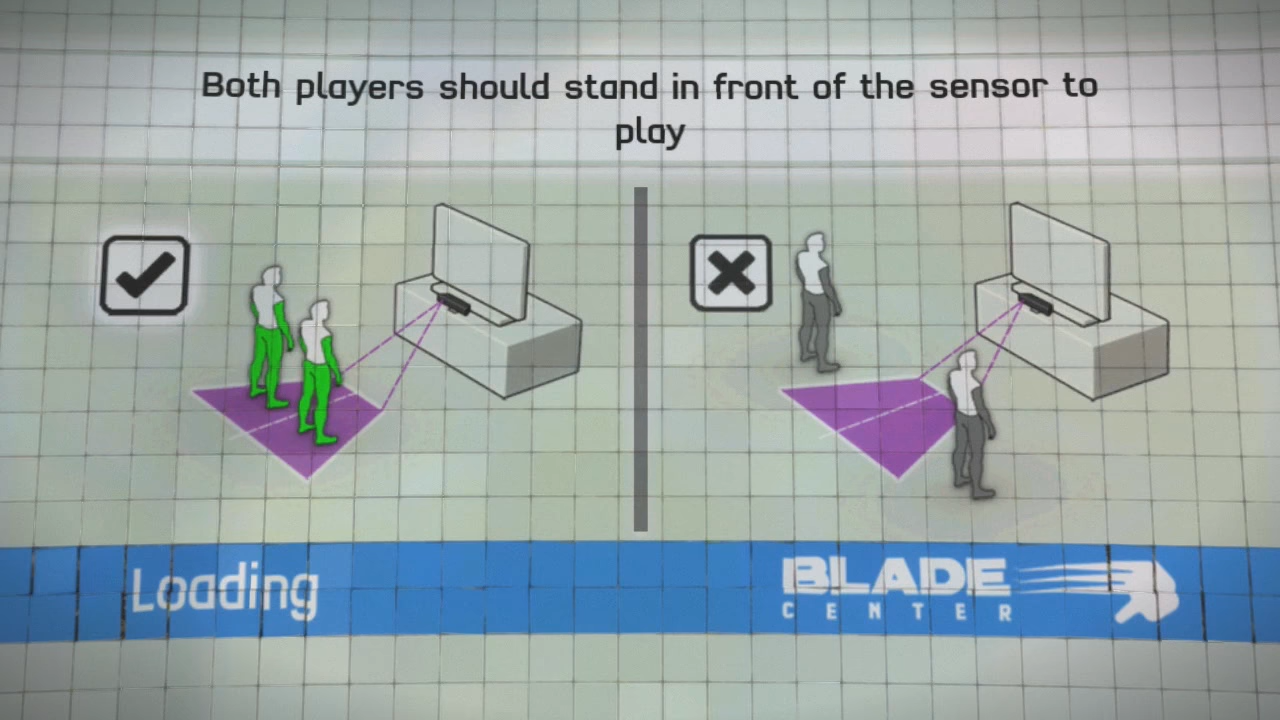 Both players should stand in front of the sensor to
play
Loading
BLADE
CENTER